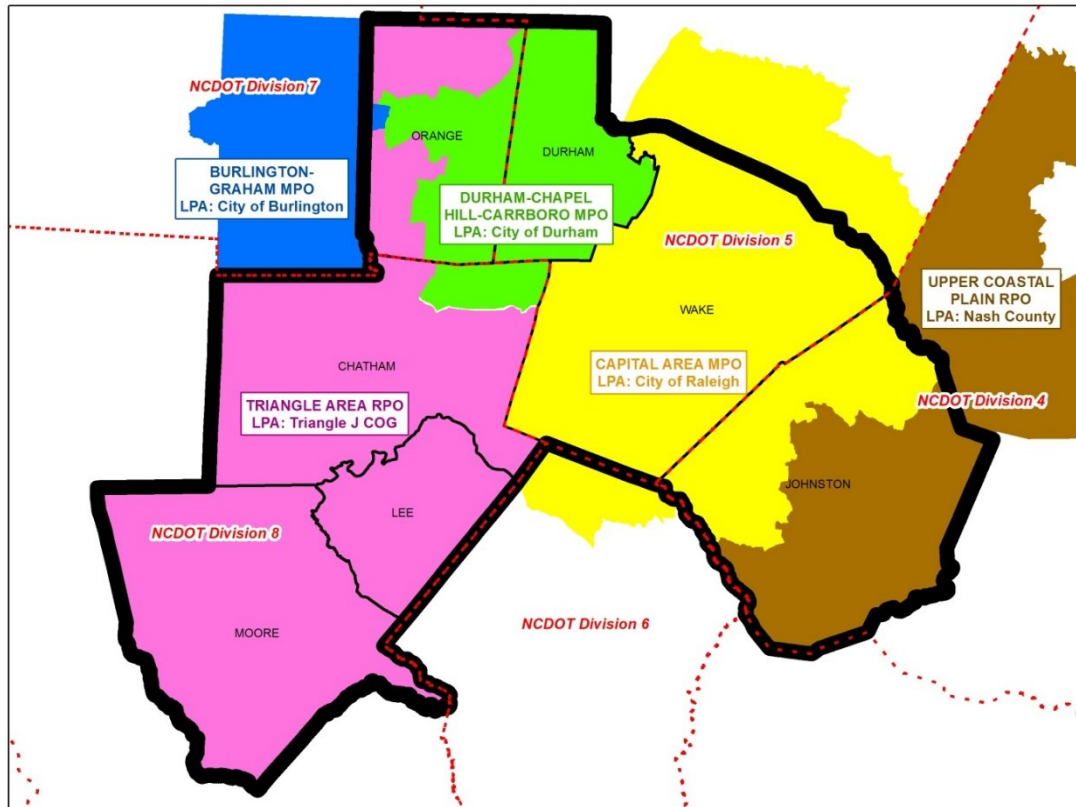 NCDOT Division 7
BURLINGTON-
GRAHAM MPO
LPA: City of Burlington
ORANGE
DURHAM
DURHAM-CHAPEL
HILL-CARRBORO MPO
LPA: City of Durham
NCDOT Division 5
UPPER COASTAL
PLAIN RPO
LPA: Nash County
WAKE
CHATHAM
CAPITAL AREA MPO
LPA: City of Raleigh
TRIANGLE AREA RPO
LPA: Triangle J COG
NCDOT Division 4
JOHNSTON
LEE
NCDOT Division 8
NCDOT Division 6
MOORE